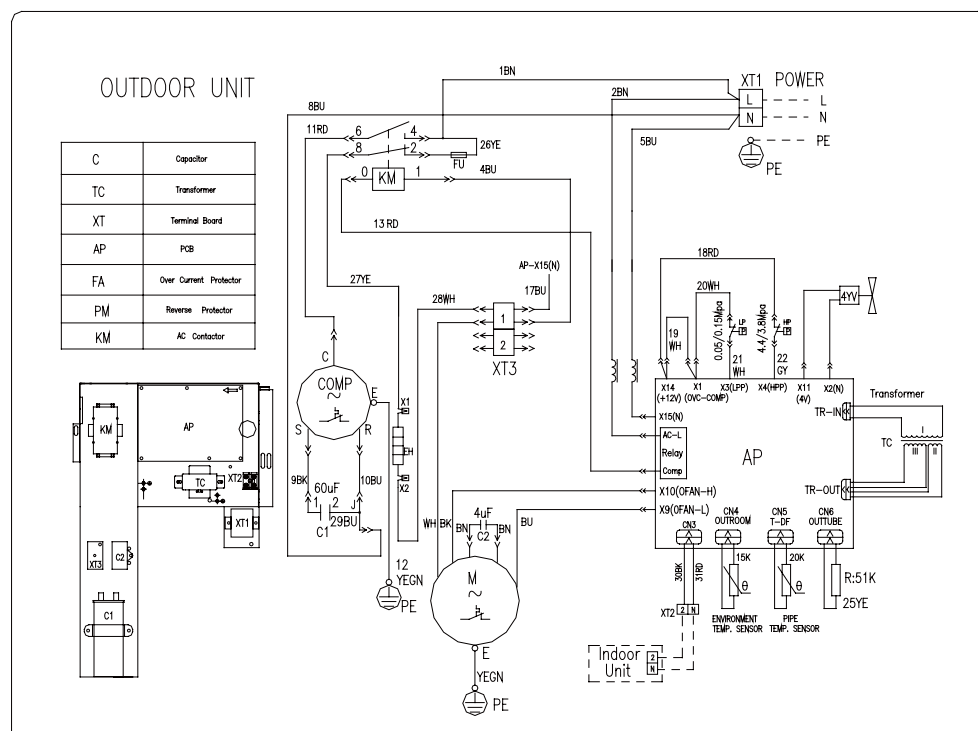 OUTDOOR UNIT
C Capacitor
TC Transformer
XT Terminal Board
AP PCB
FA Over Current Protector
PM Reverse Protector
KM AC Contactor
1BN
XT1 POWER
2BN
L L
N N
PE
PE
8BU
5BU
11RD 6 4
26YE
8 2
FU
0 KM 1 4BU
13 RD
27YE
AP-X15(N)
28WH 17BU
1
2
XT3
18RD
20WH
4YV
19
WH
0.05/0.15Mpa
LP
P
4.4/3.8Mpa
HP
P
21
WH
22
GY
X14
(+12V)
X1
(OVC-COMP)
X3(LPP)
X4(HPP)
X11
(4V)
X2(N)
Transformer
X15(N)
TR-IN
AC-L
Relay
Comp
AP
TC
I
III II
X10(OFAN-H)
TR-OUT
X9(OFAN-L)
CN3
CN4
OUTROOM
CN5
T-DF
CN6
OUTTUBE
C
COMP
~
E
S R
X1
EH
X2
9BK
60uF
10BU
1 2 J
29BU
C1
12
YEGN
PE
WH BK
4uF
BN BN
C2
BU
M
~
E
YEGN
PE
30BK
31RD
15K
θ
20K
θ
R:51K
25YE
XT2 2 N
ENVIRONMENT
TEMP. SENSOR
PIPE
TEMP. SENSOR
Indoor
Unit
2
N
KM
AP
TC
XT2
XT1
XT3
C2
C1